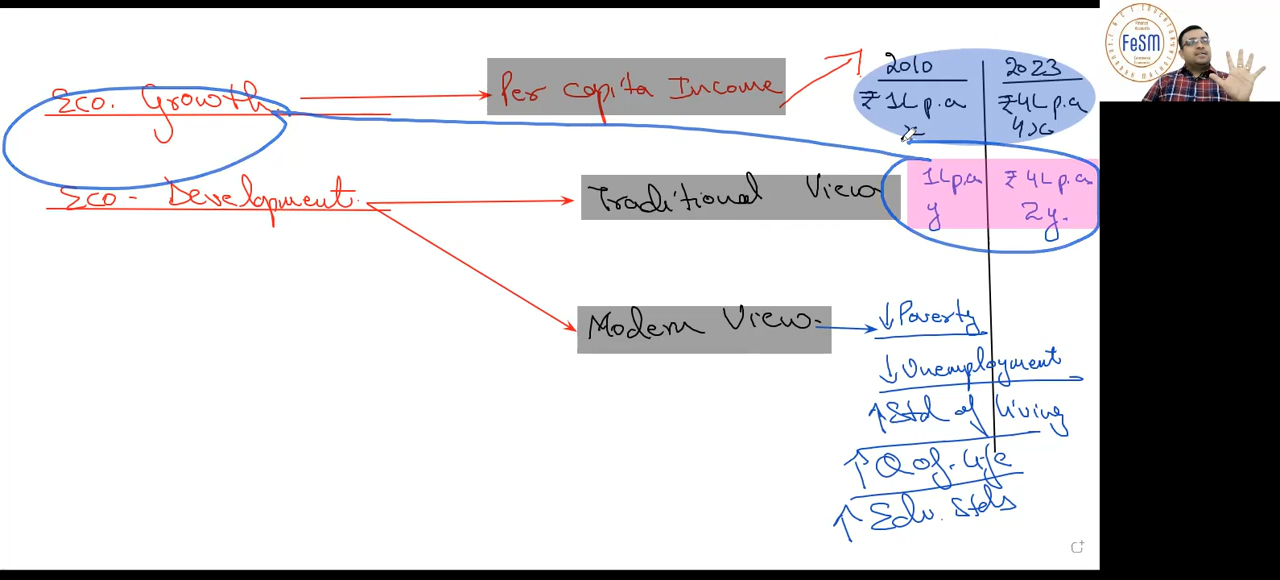 Eco. Growth
Per capita Income
2010 2023
₹1L p.a ₹4L p.a
Eco - Development
Traditional View
1L p.a ₹4L p.a
y 2y.
Modern View
↓ Poverty
↓ Unemployment
↑ Std of living
↑ Q of Life
↑ Edu. Stds
FeSM